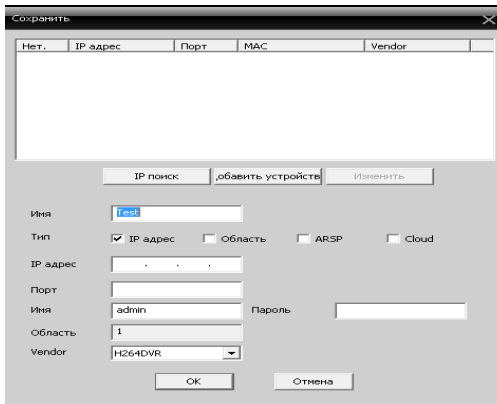 Сохранить
Нет. IP адрес Порт MAC Vendor
IP поиск ,обавить устройств Изменить
Имя Test
Тип IP адрес Область ARSP Cloud
IP адрес . . .
Порт
Имя admin Пароль
Область 1
Vendor H264DVR
OK Отмена